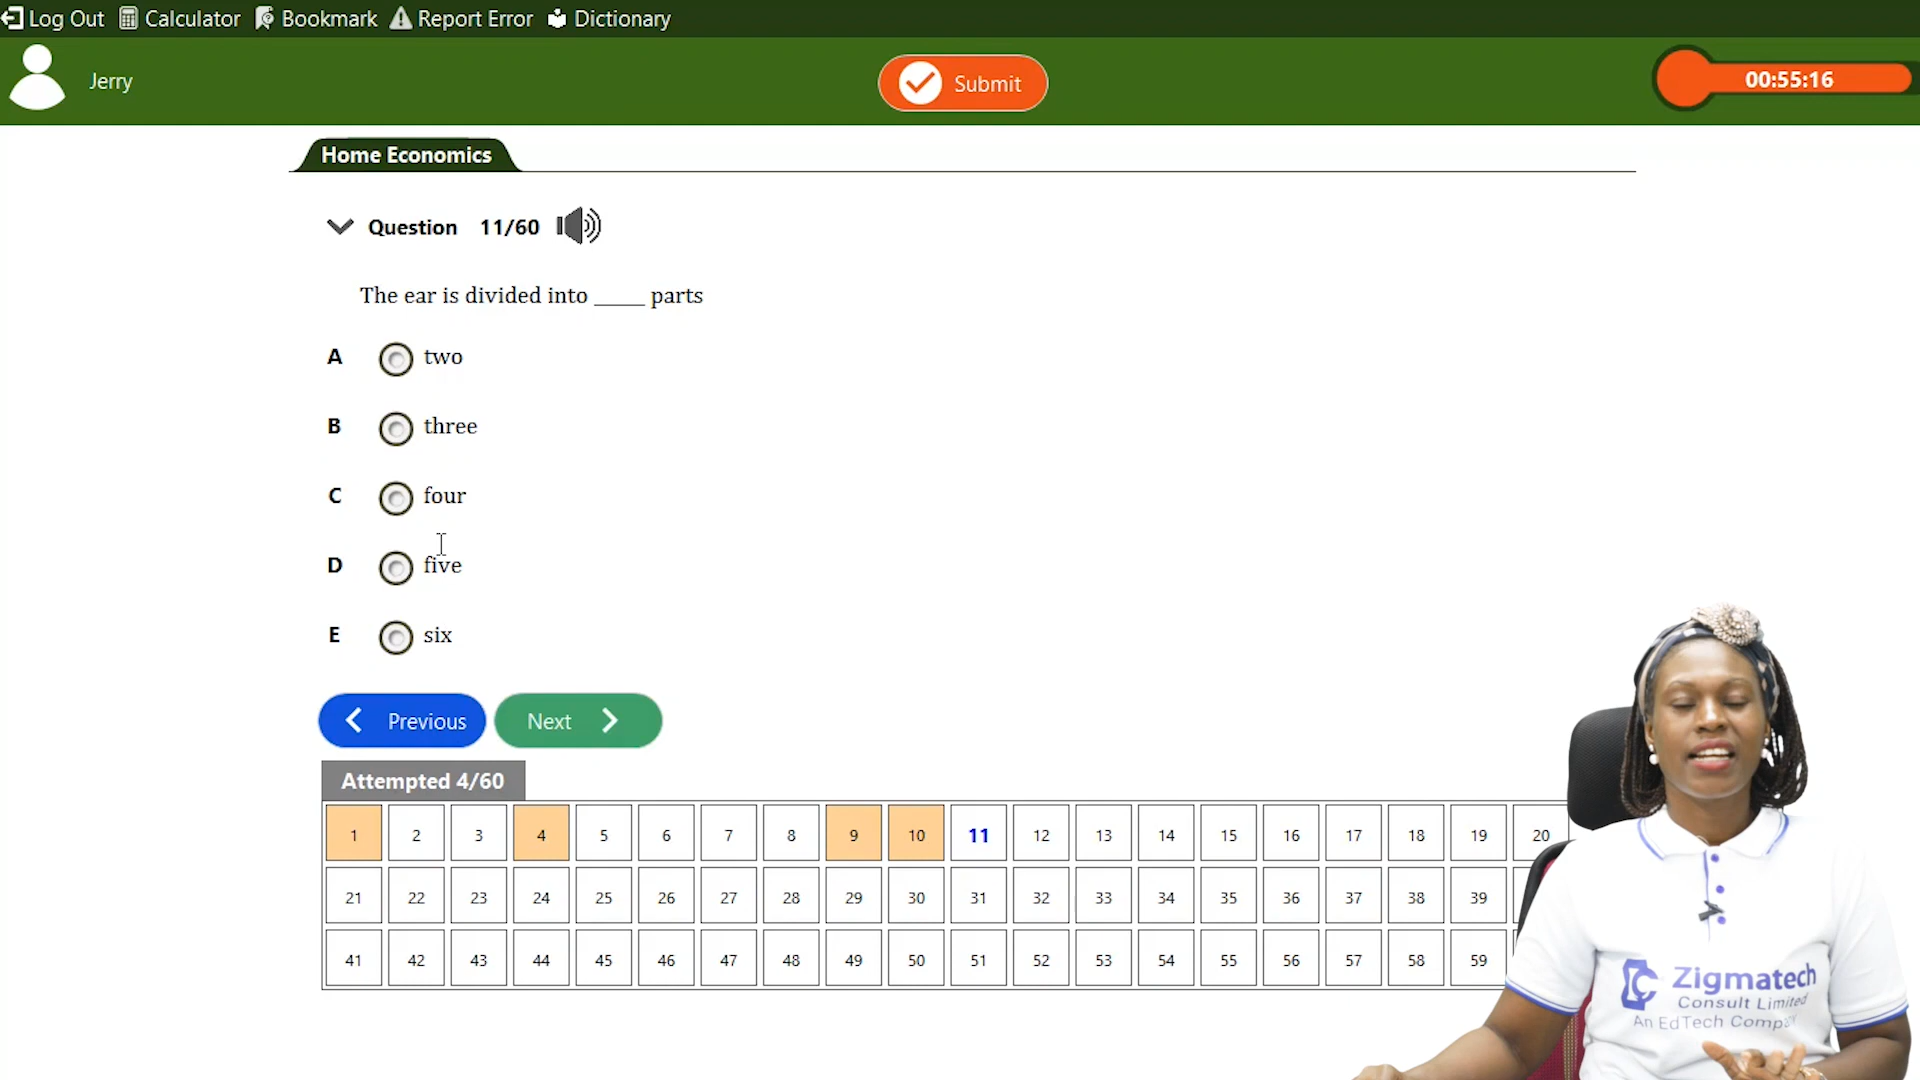 Log Out Calculator Bookmark Report Error Dictionary
Jerry Submit 00:55:16
Home Economics
Question 11/60
The ear is divided into _____ parts
A two
B three
C four
D five
E six
Previous Next
Attempted 4/60
1 2 3 4 5 6 7 8 9 10 11 12 13 14 15 16 17 18 19 20
21 22 23 24 25 26 27 28 29 30 31 32 33 34 35 36 37 38 39
41 42 43 44 45 46 47 48 49 50 51 52 53 54 55 56 57 58 59
Zigmatech
Consult Limited
An EdTech Company